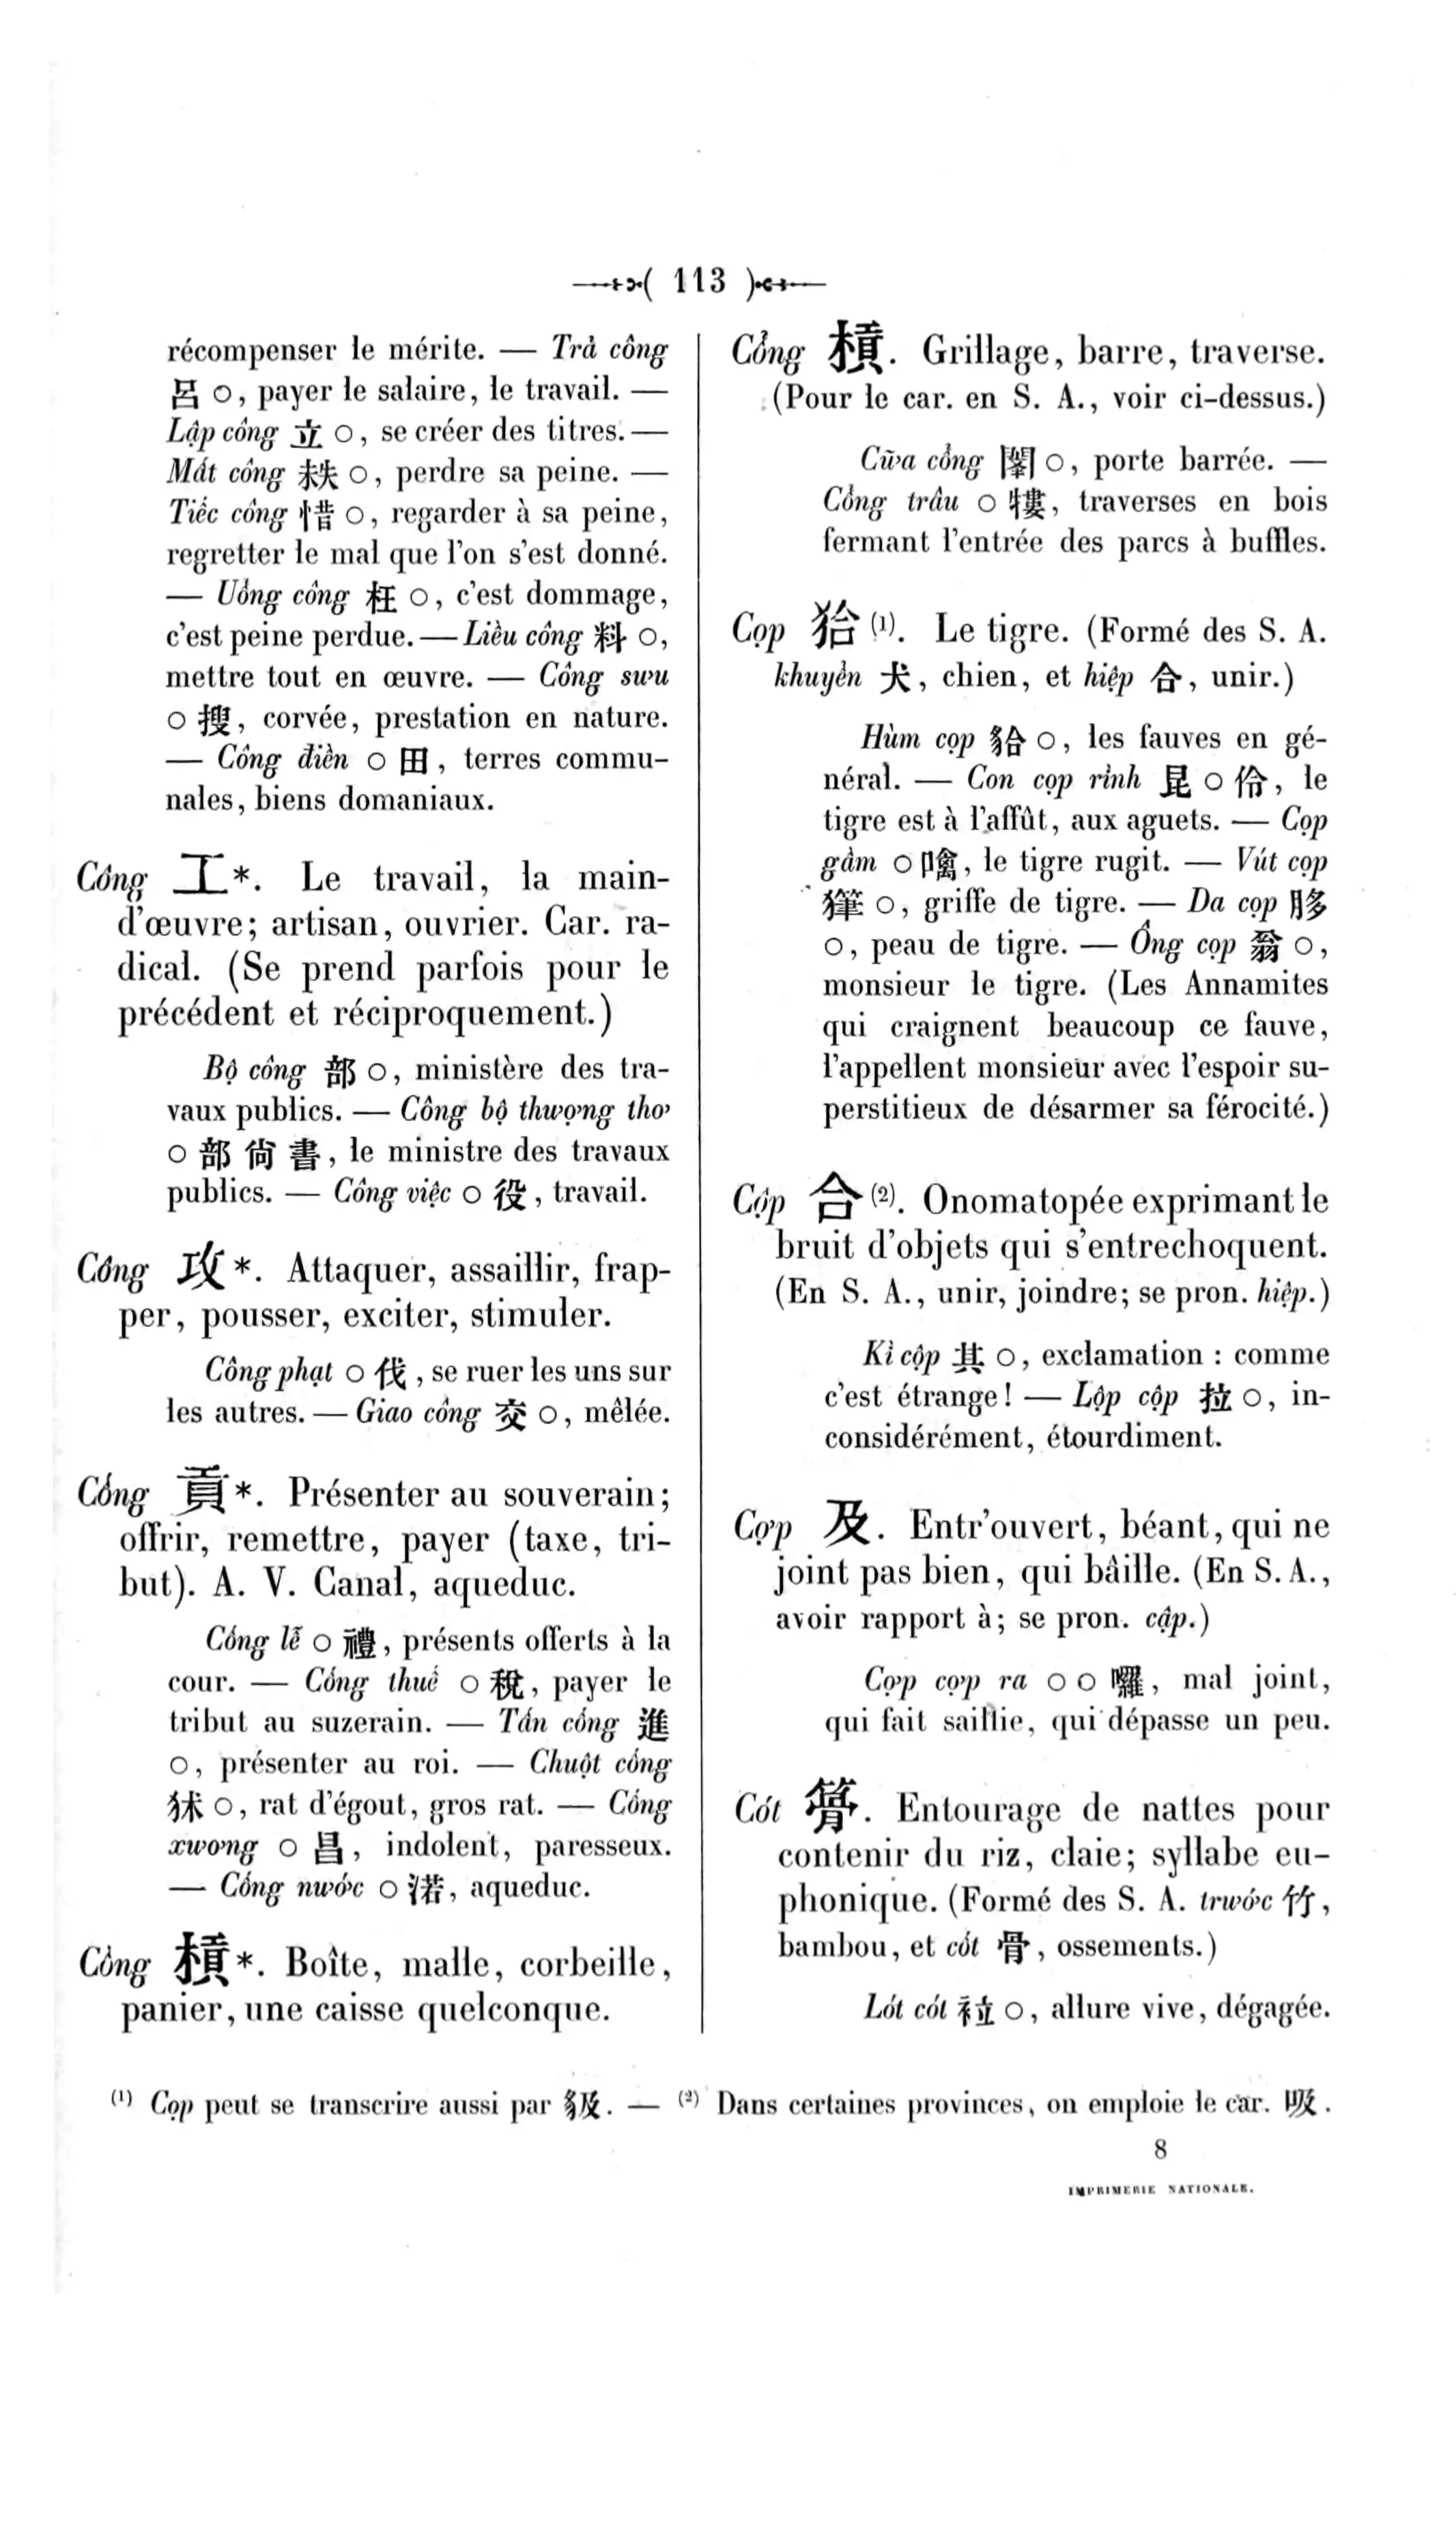 ( 113 )
récompenser le mérite. — Trả công
呂 ○, payer le salaire, le travail. —
Lập công 立 ○, se créer des titres. —
Mất công 𠅍 ○, perdre sa peine. —
Tiếc công 惜 ○, regarder à sa peine,
regretter le mal que l'on s'est donné.
— Uổng công 枉 ○, c'est dommage,
c'est peine perdue. — Liều công 料 ○,
mettre tout en œuvre. — Công sưu
○ 搜, corvée, prestation en nature.
— Công điền ○ 田, terres commu-
nales, biens domaniaux.
Công 工*. Le travail, la main-
d'œuvre; artisan, ouvrier. Car. ra-
dical. (Se prend parfois pour le
précédent et réciproquement.)
Bộ công 部 ○, ministère des tra-
vaux publics. — Công bộ thượng thơ
○ 部 尙 書, le ministre des travaux
publics. — Công việc ○ 役, travail.
Công 攻*. Attaquer, assaillir, frap-
per, pousser, exciter, stimuler.
Công phạt ○ 伐, se ruer les uns sur
les autres. — Giao công 交 ○, mêlée.
Cống 貢*. Présenter au souverain;
offrir, remettre, payer (taxe, tri-
but). A. V. Canal, aqueduc.
Cống lễ ○ 禮, présents offerts à la
cour. — Cống thuế ○ 稅, payer le
tribut au suzerain. — Tấn cống 進
○, présenter au roi. — Chuột cống
㹤 ○, rat d'égout, gros rat. — Cống
xương ○ 昌, indolent, paresseux.
— Cống nước ○ 渃, aqueduc.
Cổng 槓*. Boîte, malle, corbeille,
panier, une caisse quelconque.
Cổng 槓. Grillage, barre, traverse.
(Pour le car. en S. A., voir ci-dessus.)
Cữa cổng ○, porte barrée. —
Cổng trâu ○ 𤛠, traverses en bois
fermant l'entrée des parcs à buffles.
Cọp 㹂 (1). Le tigre. (Formé des S. A.
khuyển 犬, chien, et hiệp 合, unir.)
Hùm cọp ○, les fauves en gé-
néral. — Con cọp rình 昆 ○ 伶, le
tigre est à l'affût, aux aguets. — Cọp
gầm ○ 噙, le tigre rugit. — Vút cọp
○, griffe de tigre. — Da cọp 䏧
○, peau de tigre. — Ông cọp 翁 ○,
monsieur le tigre. (Les Annamites
qui craignent beaucoup ce fauve,
l'appellent monsieur avec l'espoir su-
perstitieux de désarmer sa férocité.)
Cộp 合 (2). Onomatopée exprimant le
bruit d'objets qui s'entrechoquent.
(En S. A., unir, joindre; se pron. hiệp.)
Kì cộp 其 ○, exclamation : comme
c'est étrange! — Lộp cộp 拉 ○, in-
considérément, étourdiment.
Cợp 及. Entr'ouvert, béant, qui ne
joint pas bien, qui bâille. (En S. A.,
avoir rapport à; se pron. cập.)
Cợp cợp ra ○ ○ 囉, mal joint,
qui fait saillie, qui dépasse un peu.
Cót 䈇. Entourage de nattes pour
contenir du riz, claie; syllabe eu-
phonique. (Formé des S. A. trước 竹,
bambou, et cốt 骨, ossements.)
Lót cót ○, allure vive, dégagée.
(1) Cọp peut se transcrire aussi par . — (2) Dans certaines provinces, on emploie le car. 吸.
8
IMPRIMERIE NATIONALE.